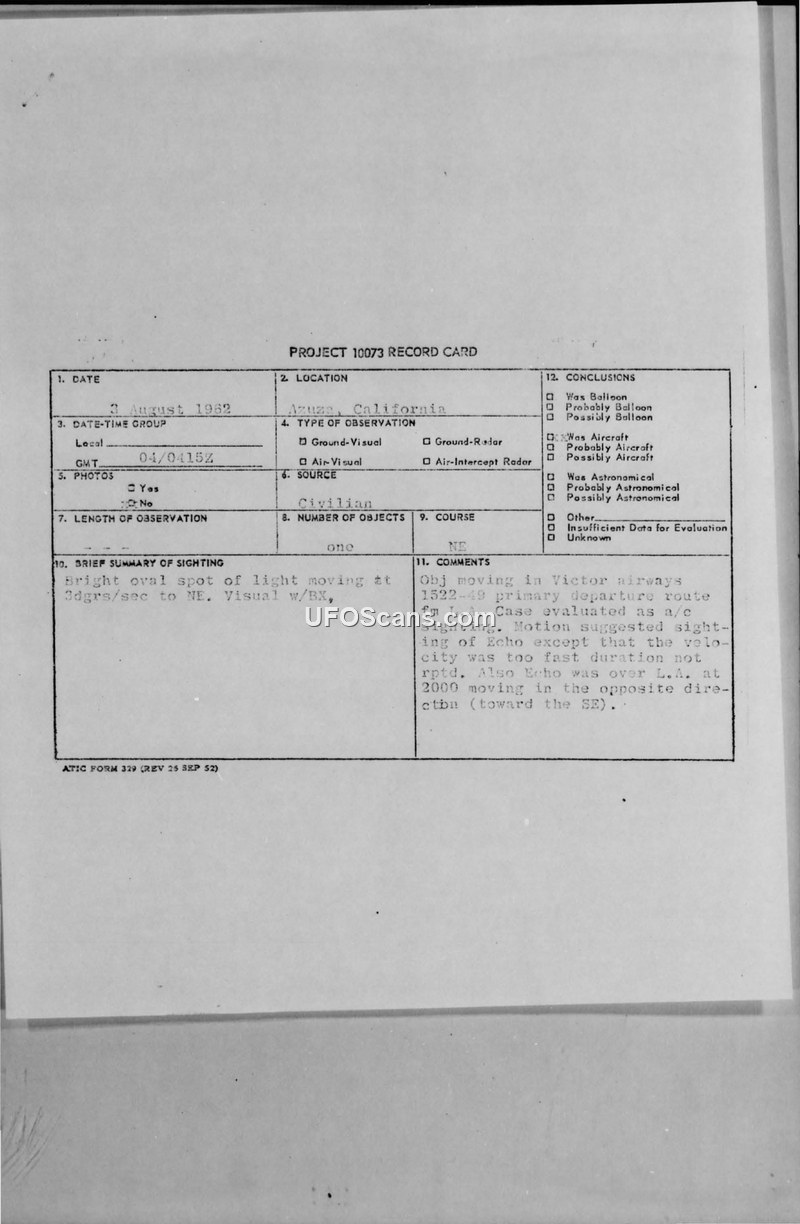 PROJECT 10073 RECORD CARD
1. DATE
3 August 1962
2. LOCATION
Azuza, California
12. CONCLUSIONS
Was Balloon
Probably Balloon
Possibly Balloon
Was Aircraft
Probably Aircraft
Possibly Aircraft
Was Astronomical
Probably Astronomical
Possibly Astronomical
Other
Insufficient Data for Evaluation
Unknown
3. DATE-TIME GROUP
Local
GMT 04/0415Z
4. TYPE OF OBSERVATION
Ground-Visual Ground-Radar
Air-Visual Air-Intercept Radar
5. PHOTOS
Yes
No
6. SOURCE
Civilian
7. LENGTH OF OBSERVATION
- - -
8. NUMBER OF OBJECTS
one
9. COURSE
NE
10. BRIEF SUMMARY OF SIGHTING
Bright oval spot of light moving at
3dgrs/sec to NE. Visual w/BX,
11. COMMENTS
Obj moving in Victor airways
1522-49 primary departure route
fm Case evaluated as a/c
sighting. Motion suggested sight-
ing of Echo except that the velo-
city was too fast duration not
rptd. Also Echo was over L.A. at
2000 moving in the opposite dire-
ctbn (toward the SE).
UFOScans.com
ATIC FORM 329 (REV 26 SEP 52)